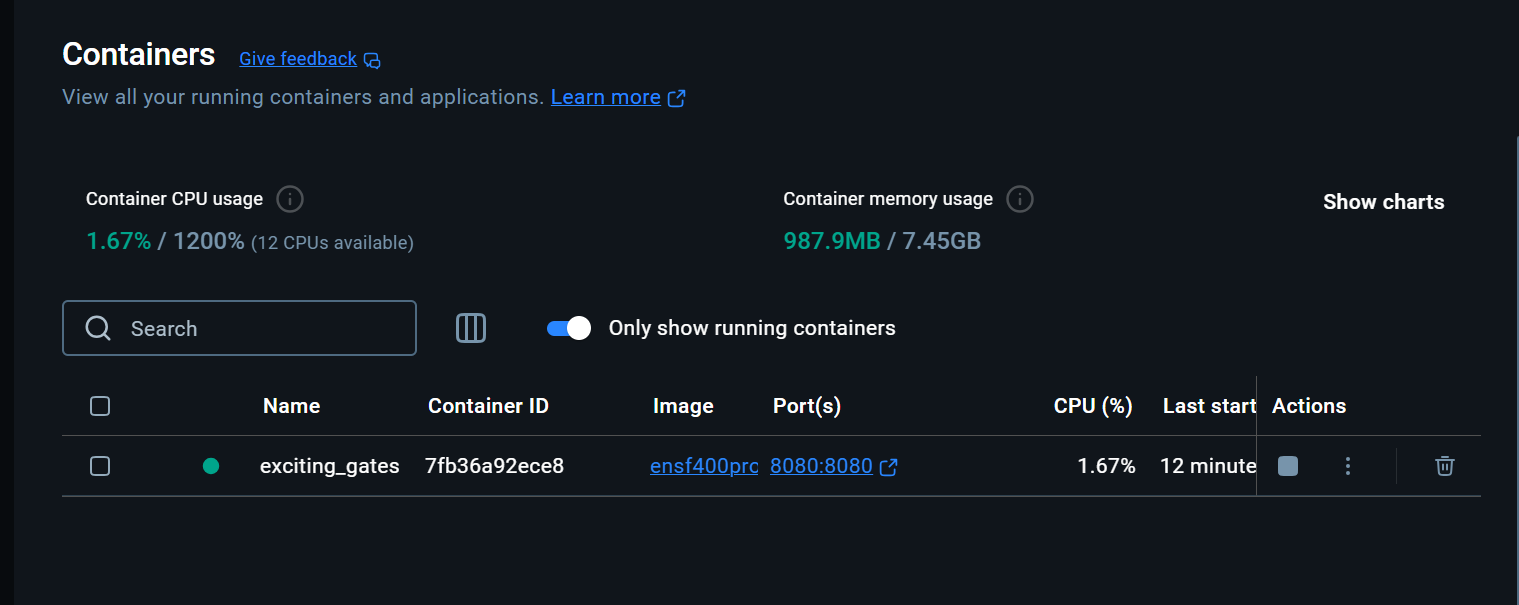 Containers Give feedback
View all your running containers and applications. Learn more
Container CPU usage Container memory usage Show charts
1.67% / 1200% (12 CPUs available) 987.9MB / 7.45GB
Search Only show running containers
Name Container ID Image Port(s) CPU (%) Last start Actions
exciting_gates 7fb36a92ece8 ensf400pro 8080:8080 1.67% 12 minute